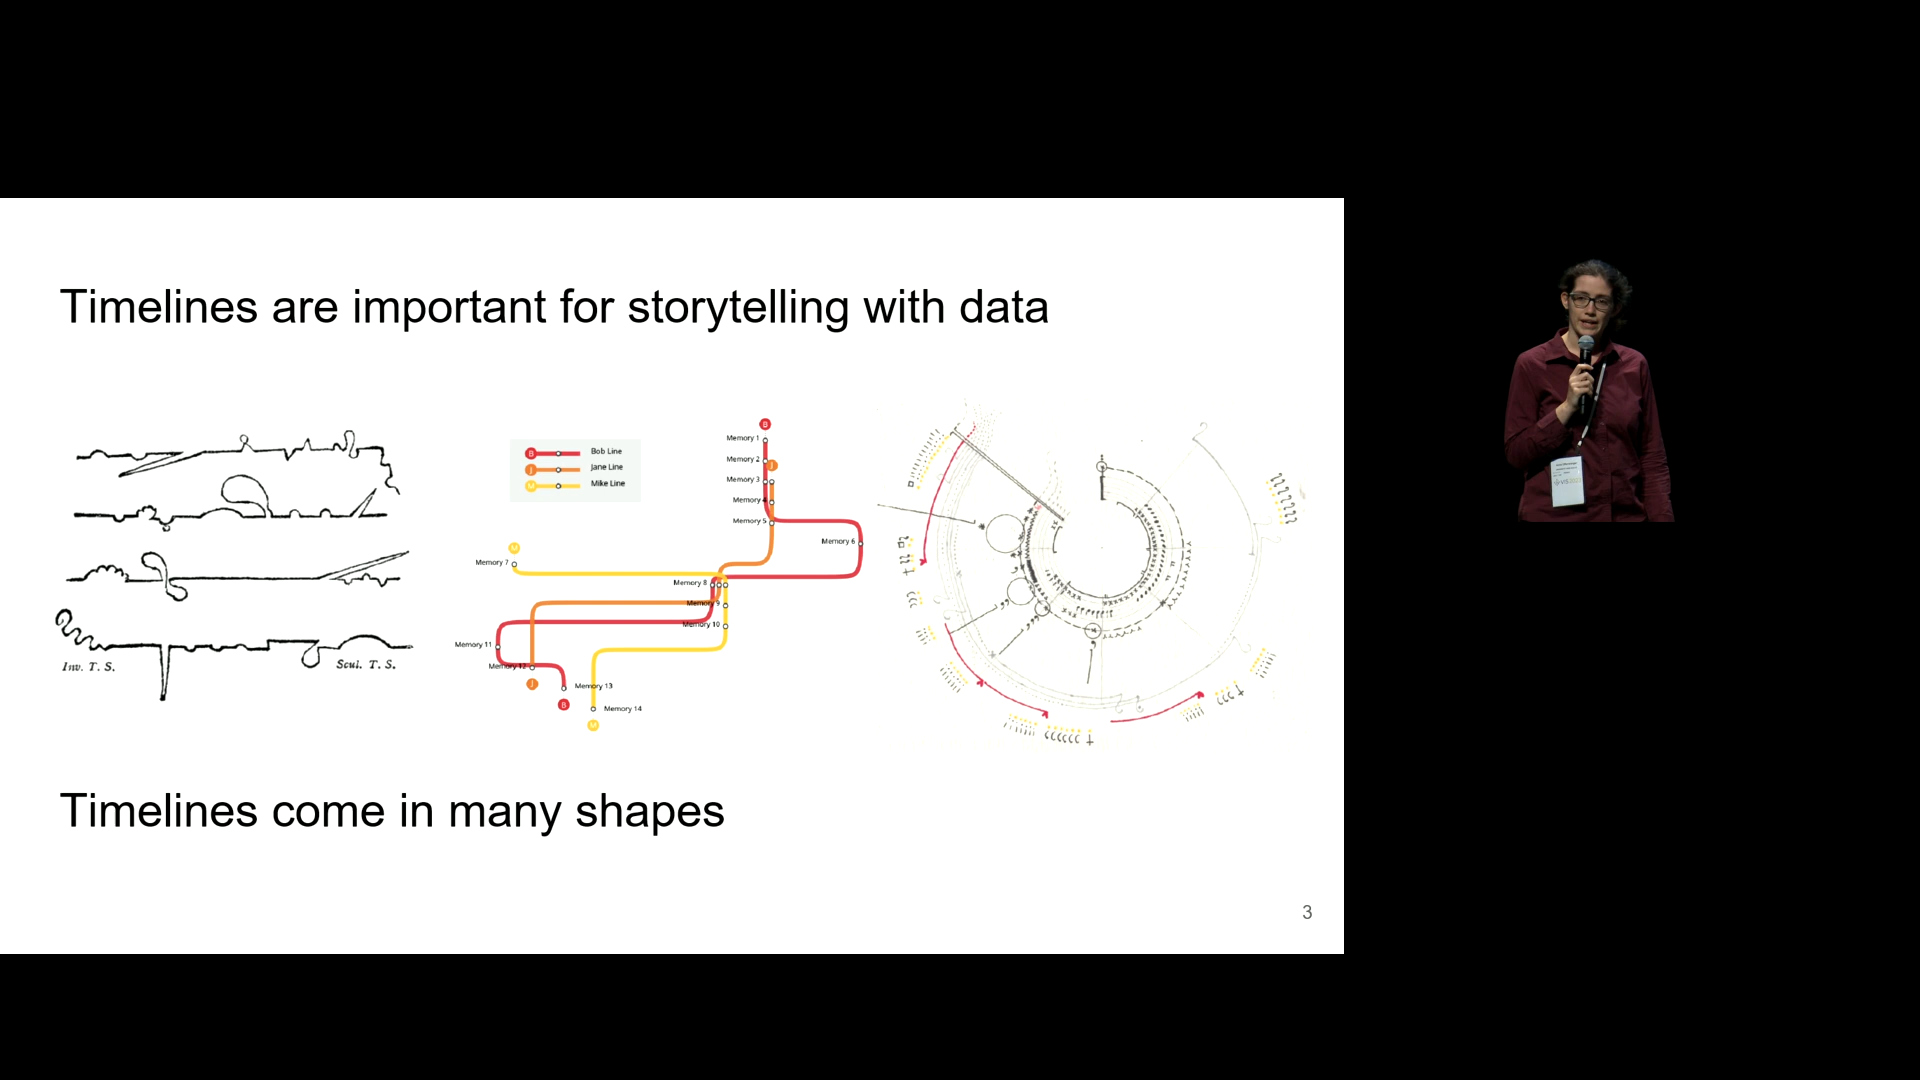 Timelines are important for storytelling with data
Inv. T. S.
Scul. T. S.
B
Bob Line
J
Jane Line
M
Mike Line
B
Memory 1
Memory 2
J
Memory 3
Memory 4
Memory 5
Memory 6
M
Memory 7
Memory 8
Memory 9
Memory 10
Memory 11
Memory 12
J
Memory 13
B
Memory 14
M
Timelines come in many shapes
3
VIS